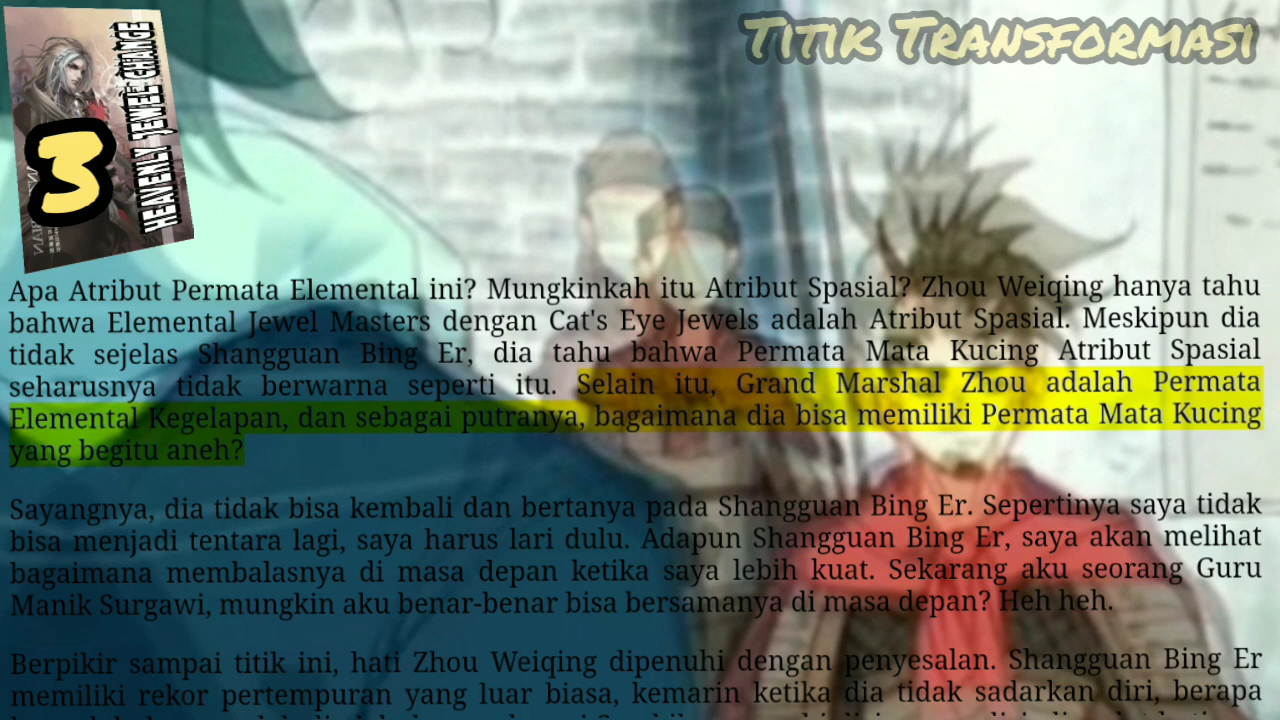 Titik Transformasi
HEAVENLY JEWEL CHANGE
3
Apa Atribut Permata Elemental ini? Mungkinkah itu Atribut Spasial? Zhou Weiqing hanya tahu
bahwa Elemental Jewel Masters dengan Cat's Eye Jewels adalah Atribut Spasial. Meskipun dia
tidak sejelas Shangguan Bing Er, dia tahu bahwa Permata Mata Kucing Atribut Spasial
seharusnya tidak berwarna seperti itu. Selain itu, Grand Marshal Zhou adalah Permata
Elemental Kegelapan, dan sebagai putranya, bagaimana dia bisa memiliki Permata Mata Kucing
yang begitu aneh?
Sayangnya, dia tidak bisa kembali dan bertanya pada Shangguan Bing Er. Sepertinya saya tidak
bisa menjadi tentara lagi, saya harus lari dulu. Adapun Shangguan Bing Er, saya akan melihat
bagaimana membalasnya di masa depan ketika saya lebih kuat. Sekarang aku seorang Guru
Manik Surgawi, mungkin aku benar-benar bisa bersamanya di masa depan? Heh heh.
Berpikir sampai titik ini, hati Zhou Weiqing dipenuhi dengan penyesalan. Shangguan Bing Er
memiliki rekor pertempuran yang luar biasa, kemarin ketika dia tidak sadarkan diri, berapa